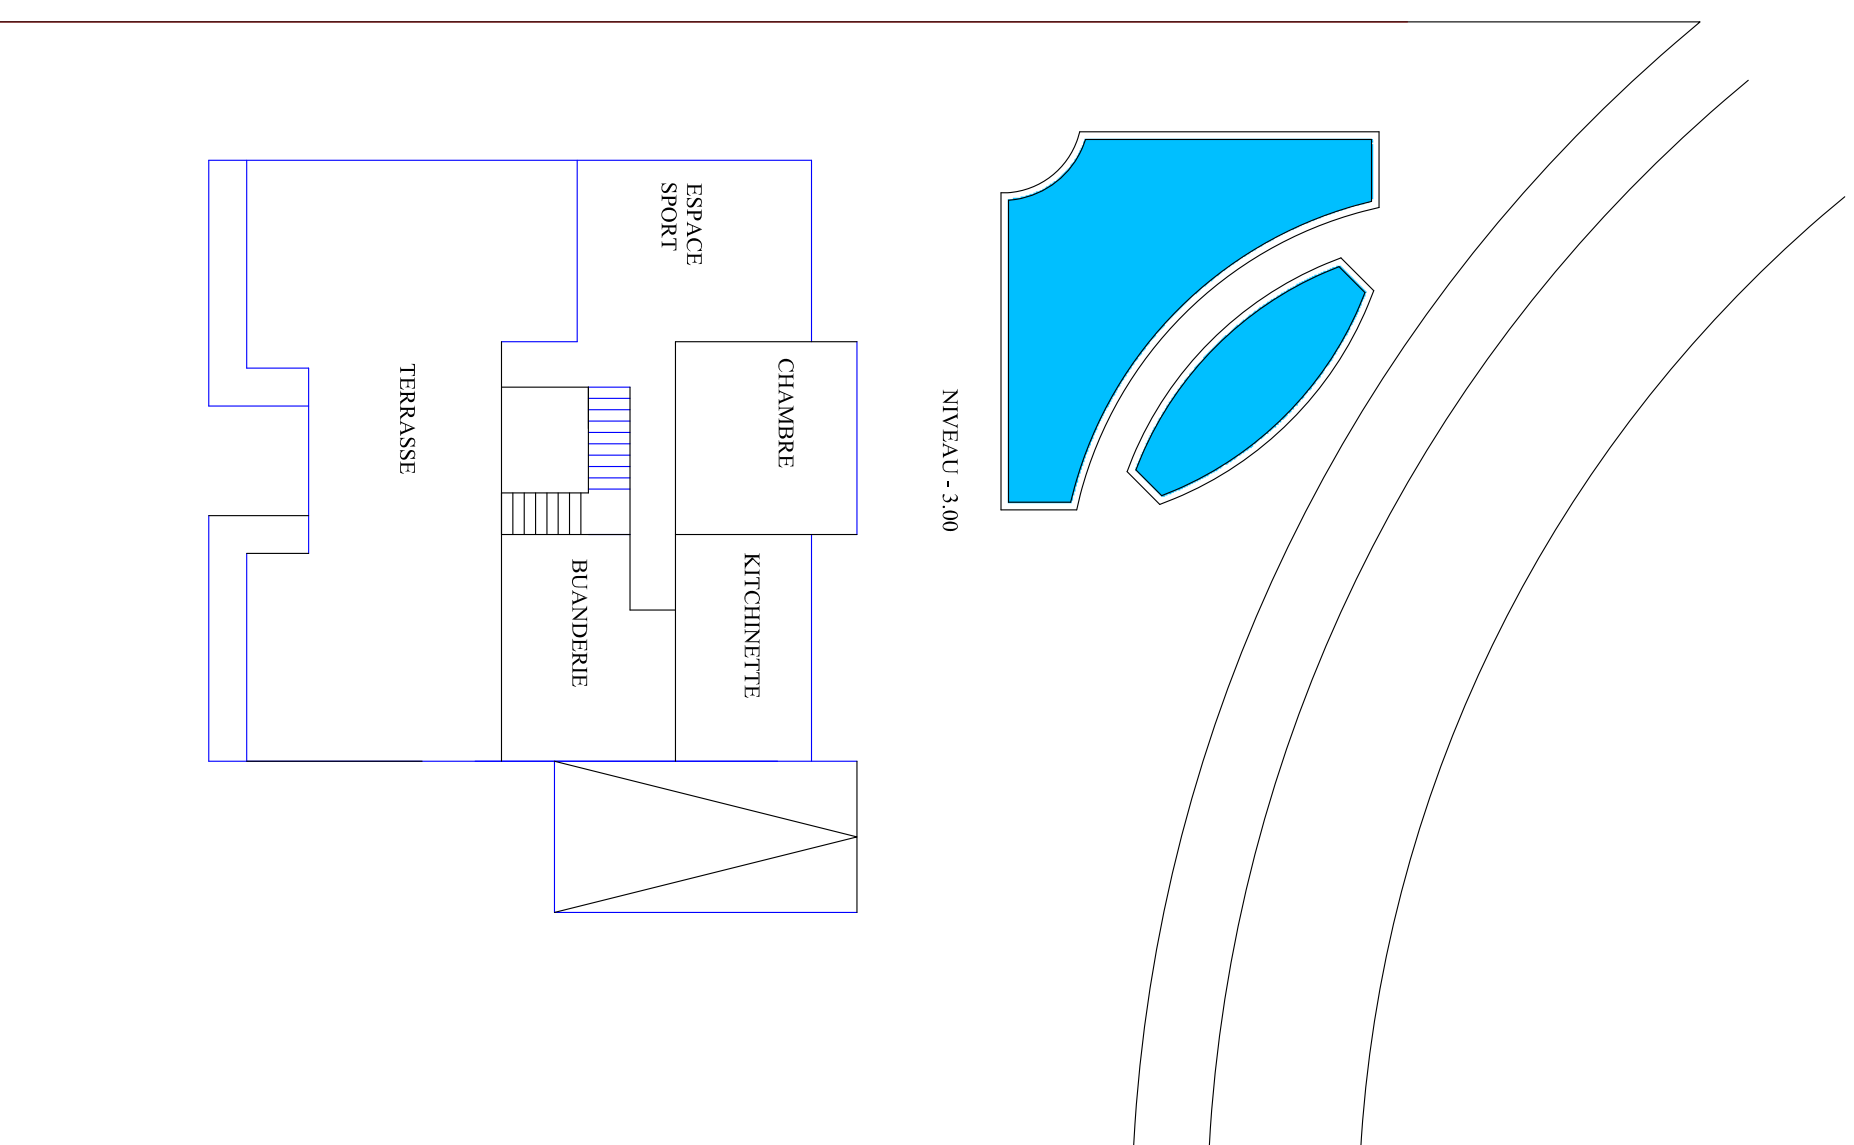 ESPACE
SPORT
CHAMBRE
TERRASSE
NIVEAU - 3.00
KITCHINETTE
BUANDERIE